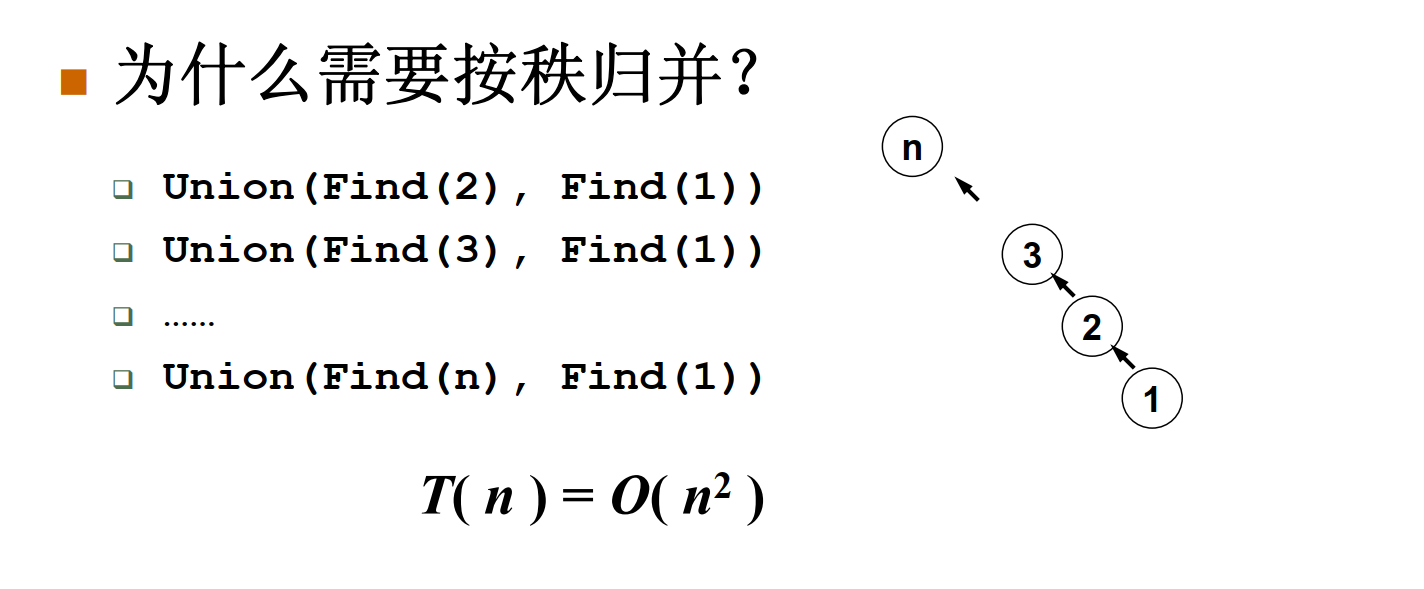 为什么需要按秩归并?
Union(Find(2), Find(1))
Union(Find(3), Find(1))
……
Union(Find(n), Find(1))
T( n ) = O( n² )
n
3
2
1